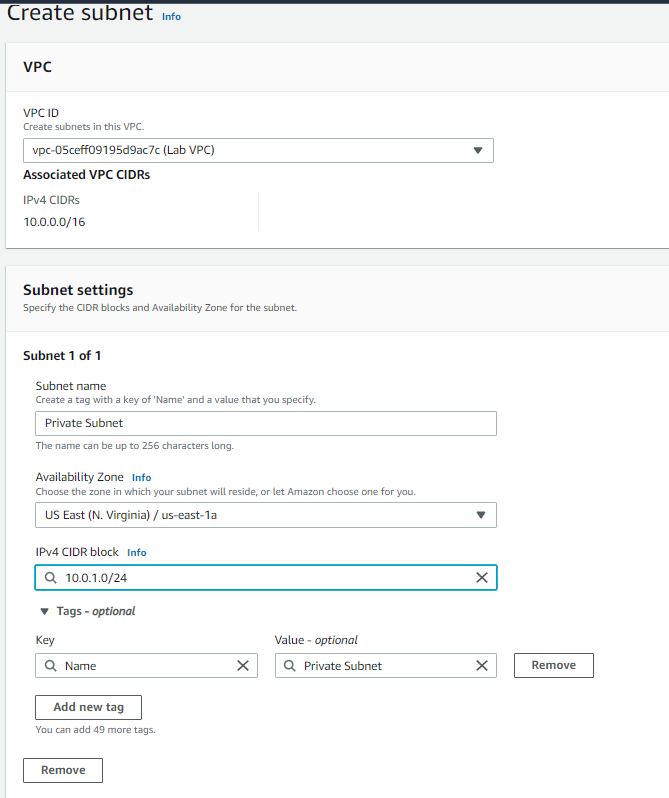 Create subnet Info
VPC
VPC ID
Create subnets in this VPC.
vpc-05ceff09195d9ac7c (Lab VPC)
Associated VPC CIDRs
IPv4 CIDRs
10.0.0.0/16
Subnet settings
Specify the CIDR blocks and Availability Zone for the subnet.
Subnet 1 of 1
Subnet name
Create a tag with a key of 'Name' and a value that you specify.
Private Subnet
The name can be up to 256 characters long.
Availability Zone Info
Choose the zone in which your subnet will reside, or let Amazon choose one for you.
US East (N. Virginia) / us-east-1a
IPv4 CIDR block Info
10.0.1.0/24
Tags - optional
Key Value - optional
Name Private Subnet Remove
Add new tag
You can add 49 more tags.
Remove